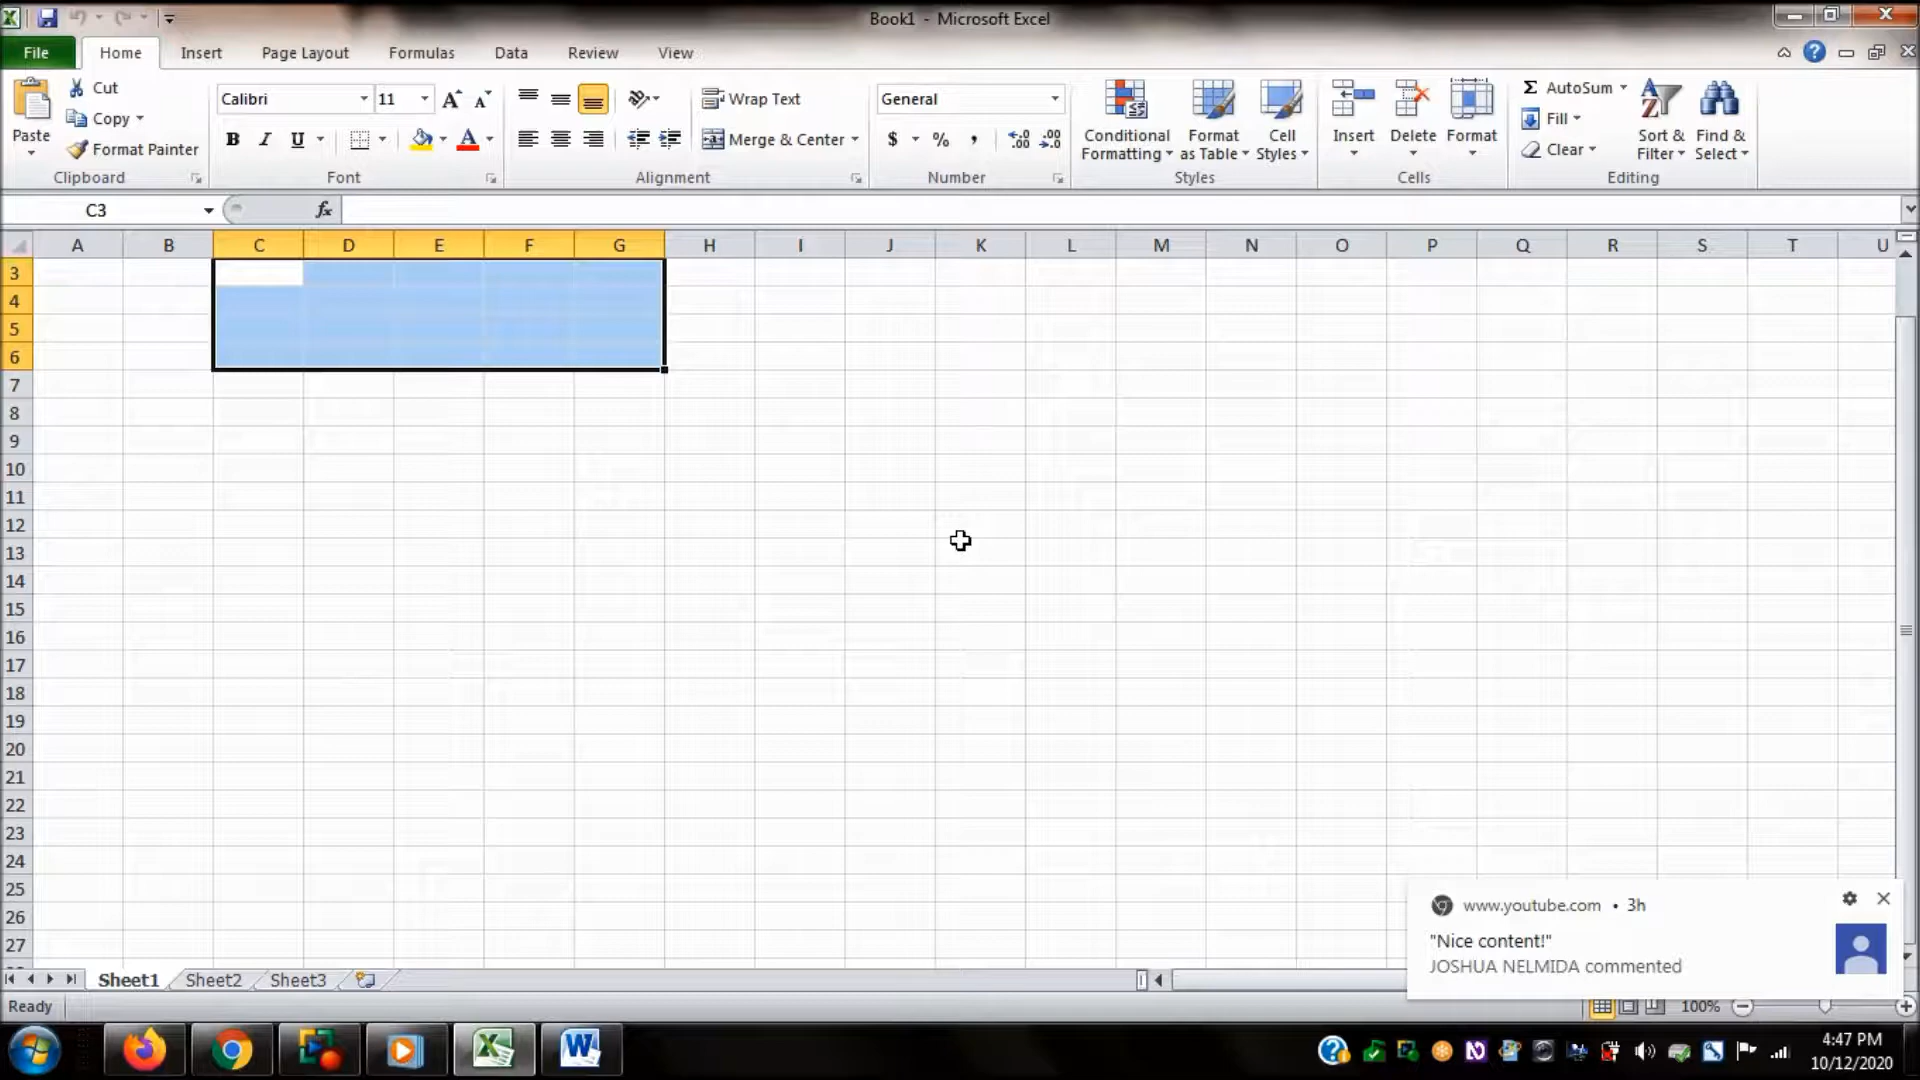 Book1 - Microsoft Excel
File Home Insert Page Layout Formulas Data Review View
Paste
Cut
Copy
Format Painter
Clipboard
Calibri 11
B I U
Font
Wrap Text
Merge & Center
Alignment
General
$ % ,
Number
Conditional Formatting
Format as Table
Cell Styles
Styles
Insert Delete Format
Cells
Σ AutoSum
Fill
Clear
Sort & Filter
Find & Select
Editing
C3 fx
A B C D E F G H I J K L M N O P Q R S T U
3
4
5
6
7
8
9
10
11
12
13
14
15
16
17
18
19
20
21
22
23
24
25
26
27
www.youtube.com • 3h
"Nice content!"
JOSHUA NELMIDA commented
Sheet1 Sheet2 Sheet3
Ready 100%
4:47 PM
10/12/2020